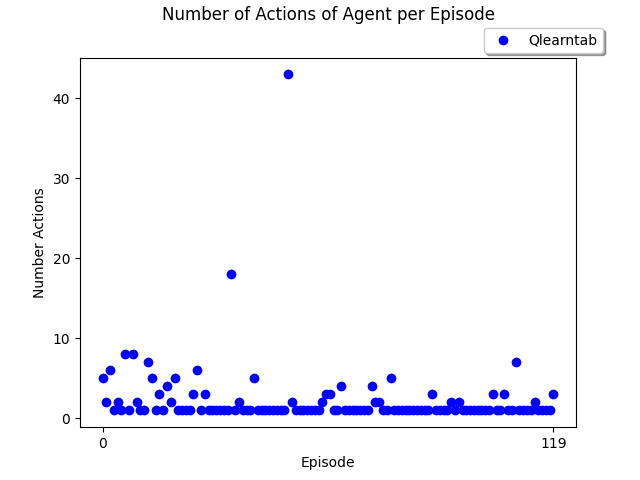 Number of Actions of Agent per Episode
Qlearntab
40
30
20
10
0
Number Actions
0
119
Episode